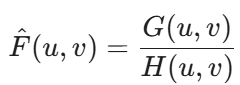 F̂(u, v) = G(u, v) / H(u, v)